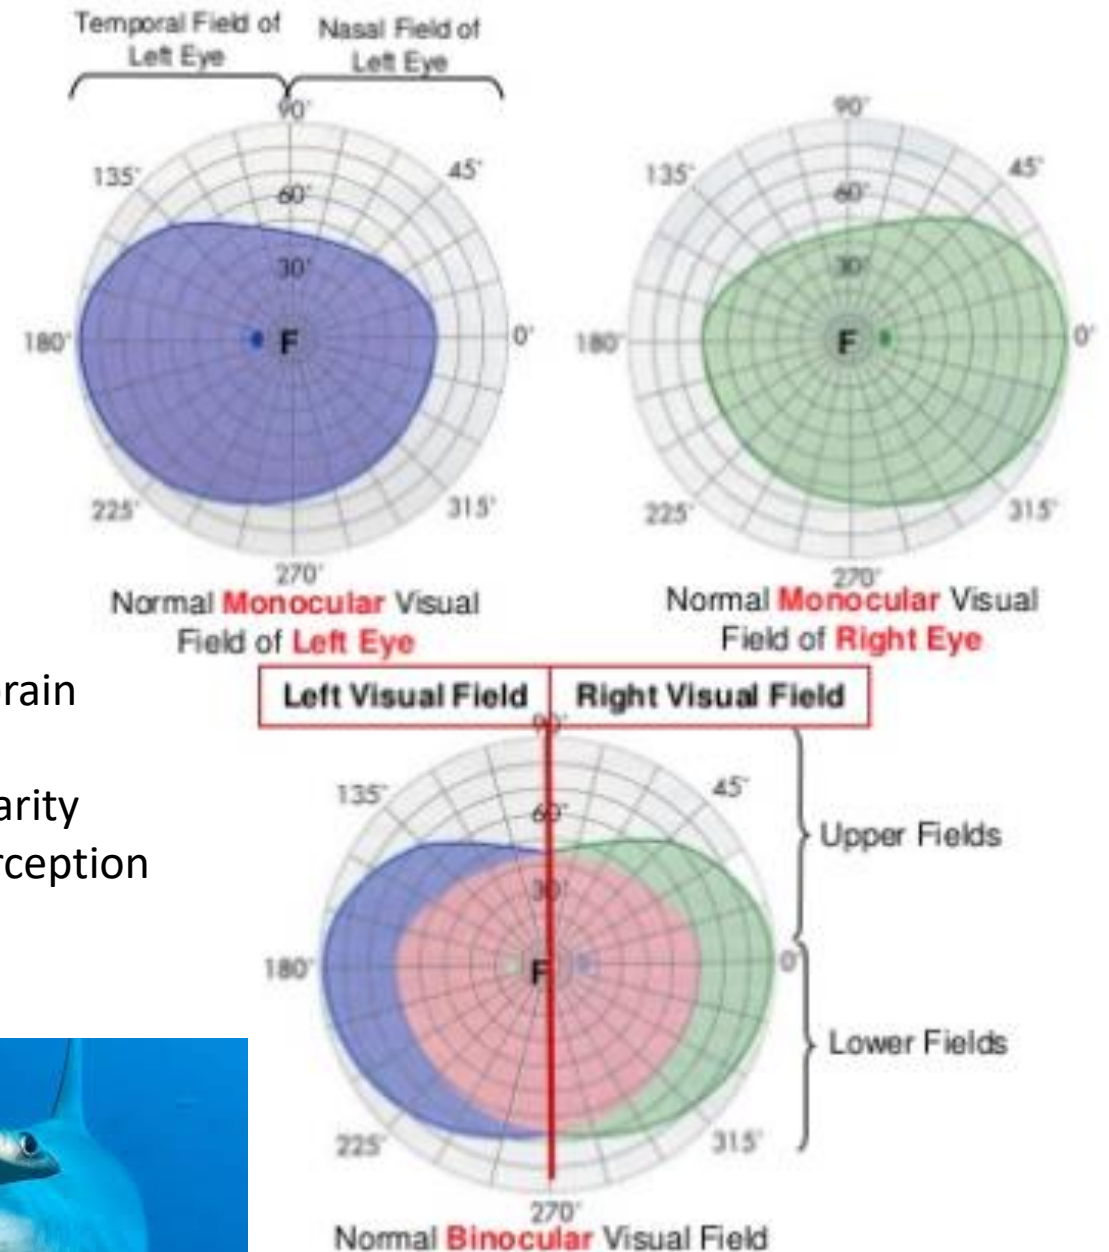 Temporal Field of
Left Eye
Nasal Field of
Left Eye
90°
135°
45°
60°
30°
180°
F
0°
225°
315°
270°
Normal Monocular Visual
Field of Left Eye
90°
135°
45°
60°
30°
180°
F
0°
225°
315°
270°
Normal Monocular Visual
Field of Right Eye
rain
arity
rception
Left Visual Field
Right Visual Field
90°
135°
45°
60°
30°
Upper Fields
180°
F
0°
Lower Fields
225°
315°
270°
Normal Binocular Visual Field